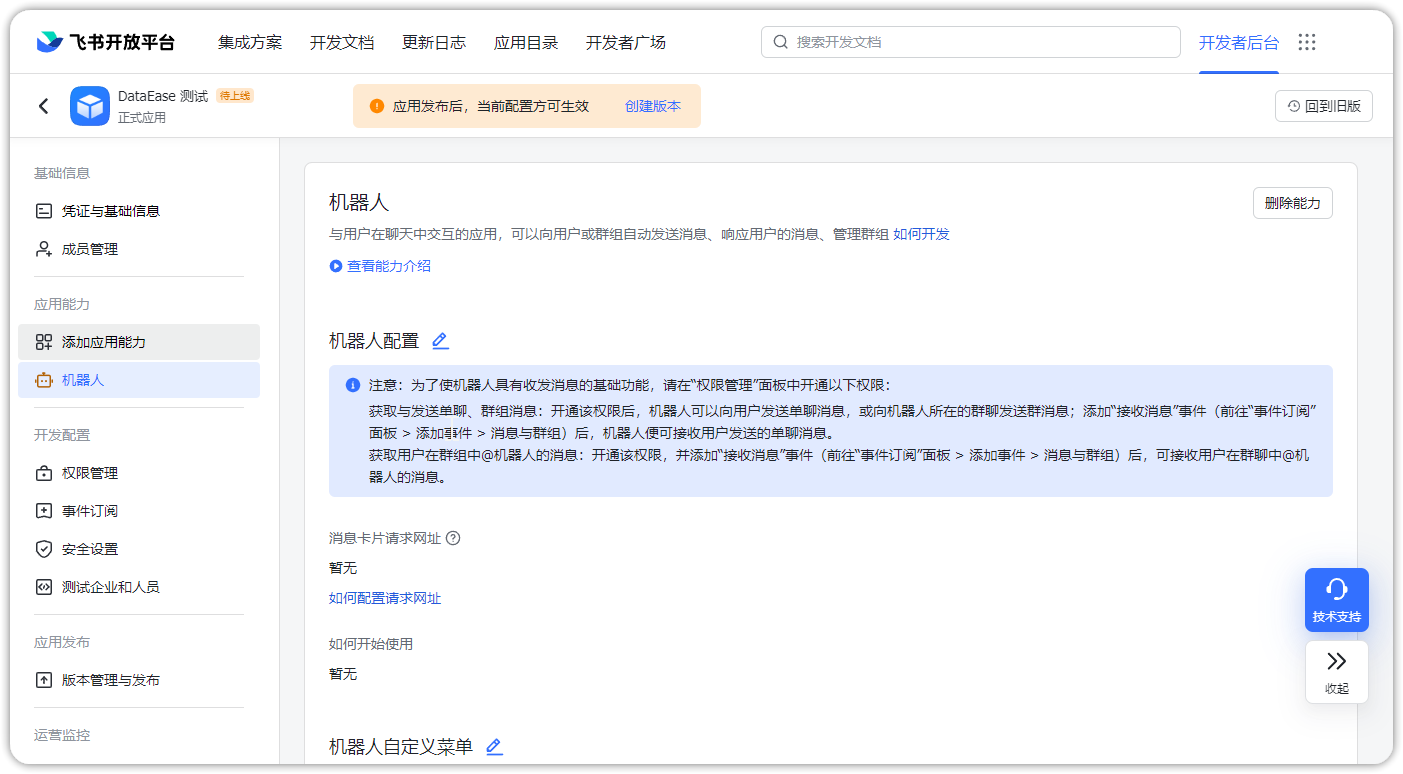 飞书开放平台 集成方案 开发文档 更新日志 应用目录 开发者广场 搜索开发文档 开发者后台
DataEase 测试 待上线
正式应用
应用发布后，当前配置方可生效 创建版本
回到旧版
基础信息
凭证与基础信息
成员管理
应用能力
添加应用能力
机器人
开发配置
权限管理
事件订阅
安全设置
测试企业和人员
应用发布
版本管理与发布
运营监控
机器人
删除能力
与用户在聊天中交互的应用，可以向用户或群组自动发送消息、响应用户的消息、管理群组 如何开发
查看能力介绍
机器人配置
注意：为了使机器人具有收发消息的基础功能，请在“权限管理”面板中开通以下权限：
获取与发送单聊、群组消息：开通该权限后，机器人可以向用户发送单聊消息，或向机器人所在的群聊发送群消息；添加“接收消息”事件（前往“事件订阅”
面板 > 添加事件 > 消息与群组）后，机器人便可接收用户发送的单聊消息。
获取用户在群组中@机器人的消息：开通该权限，并添加“接收消息”事件（前往“事件订阅”面板 > 添加事件 > 消息与群组）后，可接收用户在群聊中@机
器人的消息。
消息卡片请求网址
暂无
如何配置请求网址
如何开始使用
暂无
机器人自定义菜单
技术支持
收起